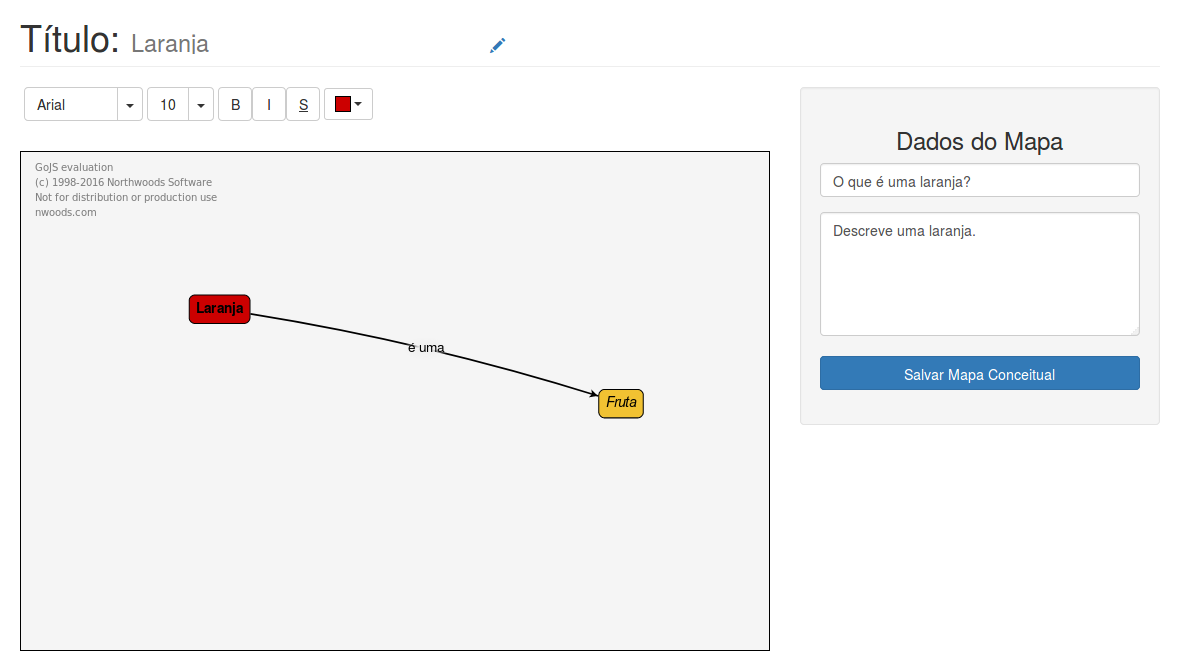 Título: Laranja
Arial 10 B I S
GoJS evaluation
(c) 1998-2016 Northwoods Software
Not for distribution or production use
nwoods.com
Laranja
é uma
Fruta
Dados do Mapa
O que é uma laranja?
Descreve uma laranja.
Salvar Mapa Conceitual